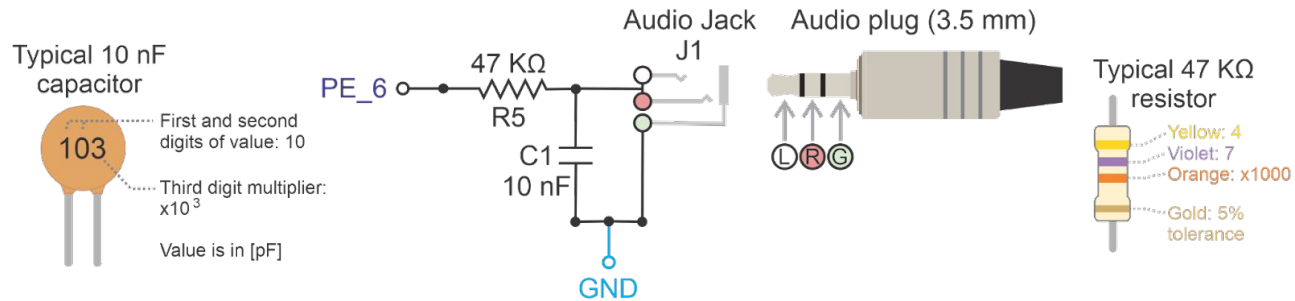 Typical 10 nF
capacitor
103
First and second
digits of value: 10
Third digit multiplier:
x10³
Value is in [pF]
PE_6
47 KΩ
R5
C1
10 nF
GND
Audio Jack
J1
Audio plug (3.5 mm)
L R G
Typical 47 KΩ
resistor
Yellow: 4
Violet: 7
Orange: x1000
Gold: 5%
tolerance